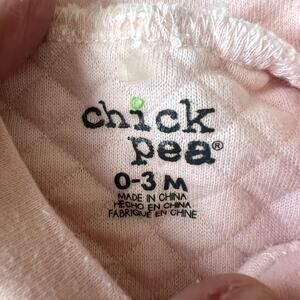 chick
pea®
0-3 M
MADE IN CHINA
HECHO EN CHINA
FABRIQUÉ EN CHINE